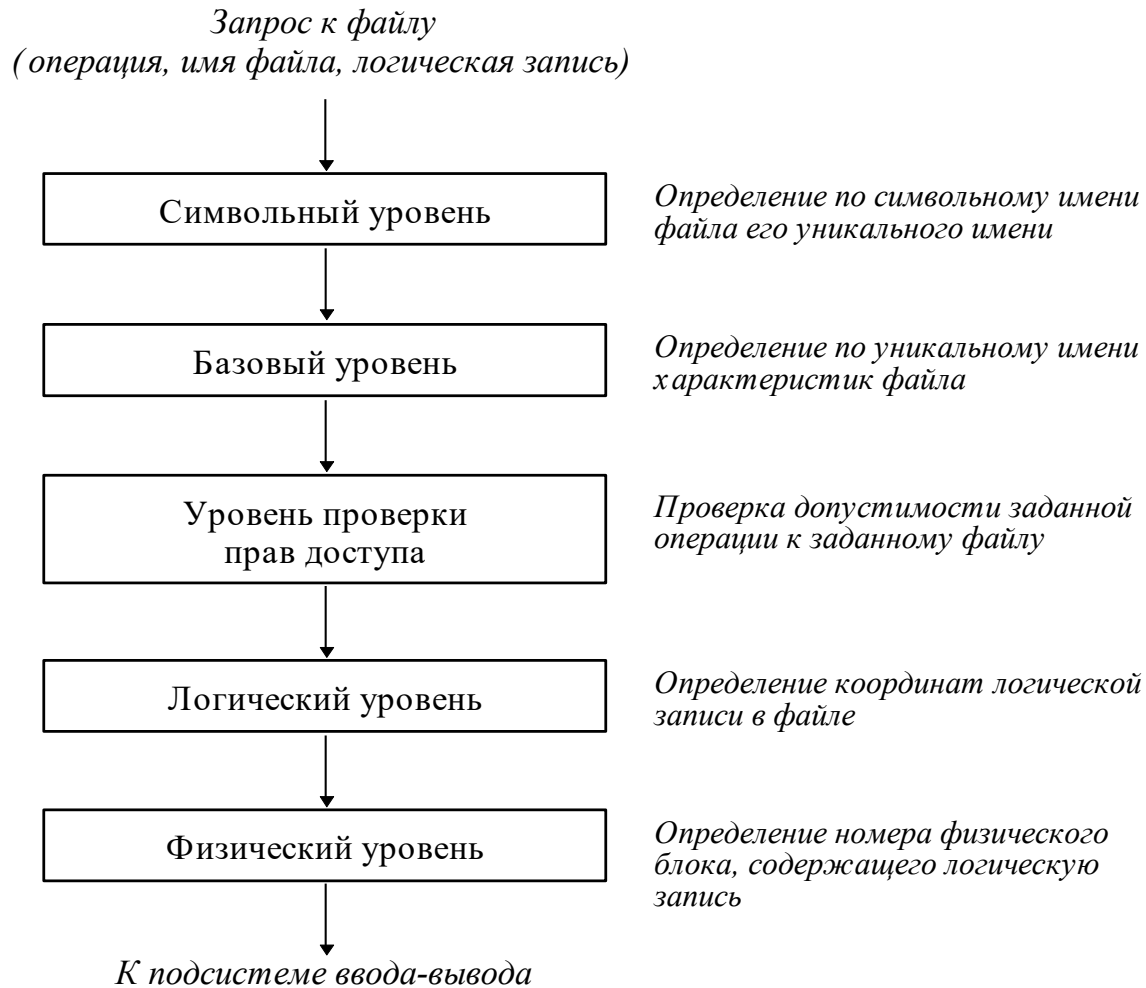 Запрос к файлу
(операция, имя файла, логическая запись)
Символьный уровень
Определение по символьному имени
файла его уникального имени
Базовый уровень
Определение по уникальному имени
характеристик файла
Уровень проверки
прав доступа
Проверка допустимости заданной
операции к заданному файлу
Логический уровень
Определение координат логической
записи в файле
Физический уровень
Определение номера физического
блока, содержащего логическую
запись
К подсистеме ввода-вывода